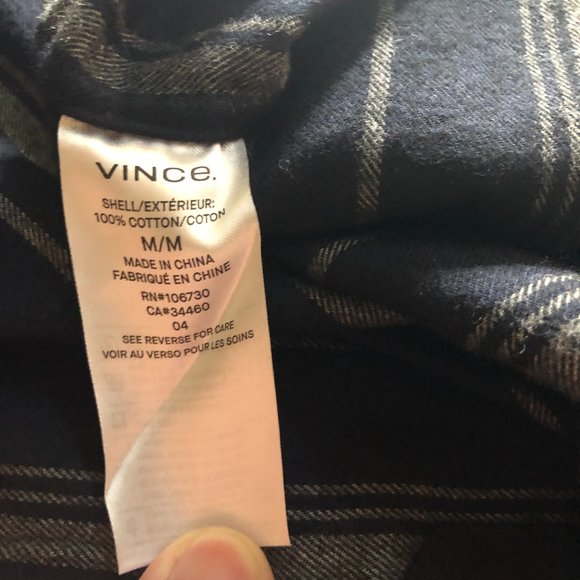 VINCe.
SHELL/EXTÉRIEUR:
100% COTTON/COTON
M/M
MADE IN CHINA
FABRIQUÉ EN CHINE
RN#106730
CA#34460
04
SEE REVERSE FOR CARE
VOIR AU VERSO POUR LES SOINS